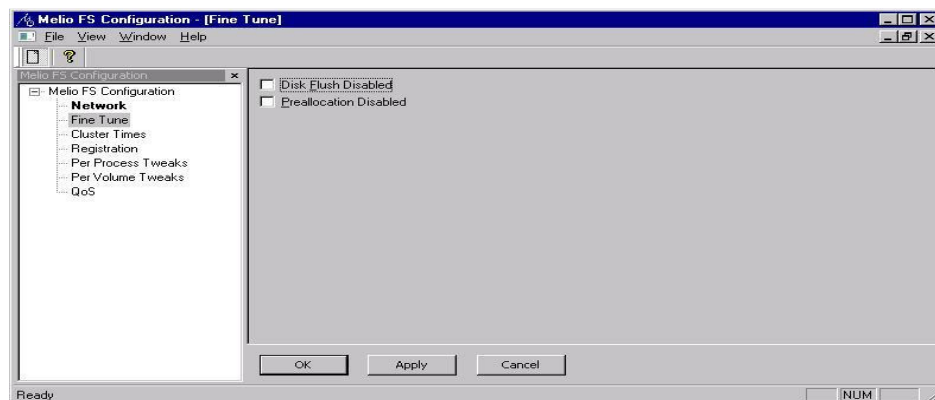 Melio FS Configuration - [Fine Tune]
File View Window Help
Melio FS Configuration
Melio FS Configuration
Network
Fine Tune
Cluster Times
Registration
Per Process Tweaks
Per Volume Tweaks
QoS
Disk Flush Disabled
Preallocation Disabled
OK Apply Cancel
Ready NUM